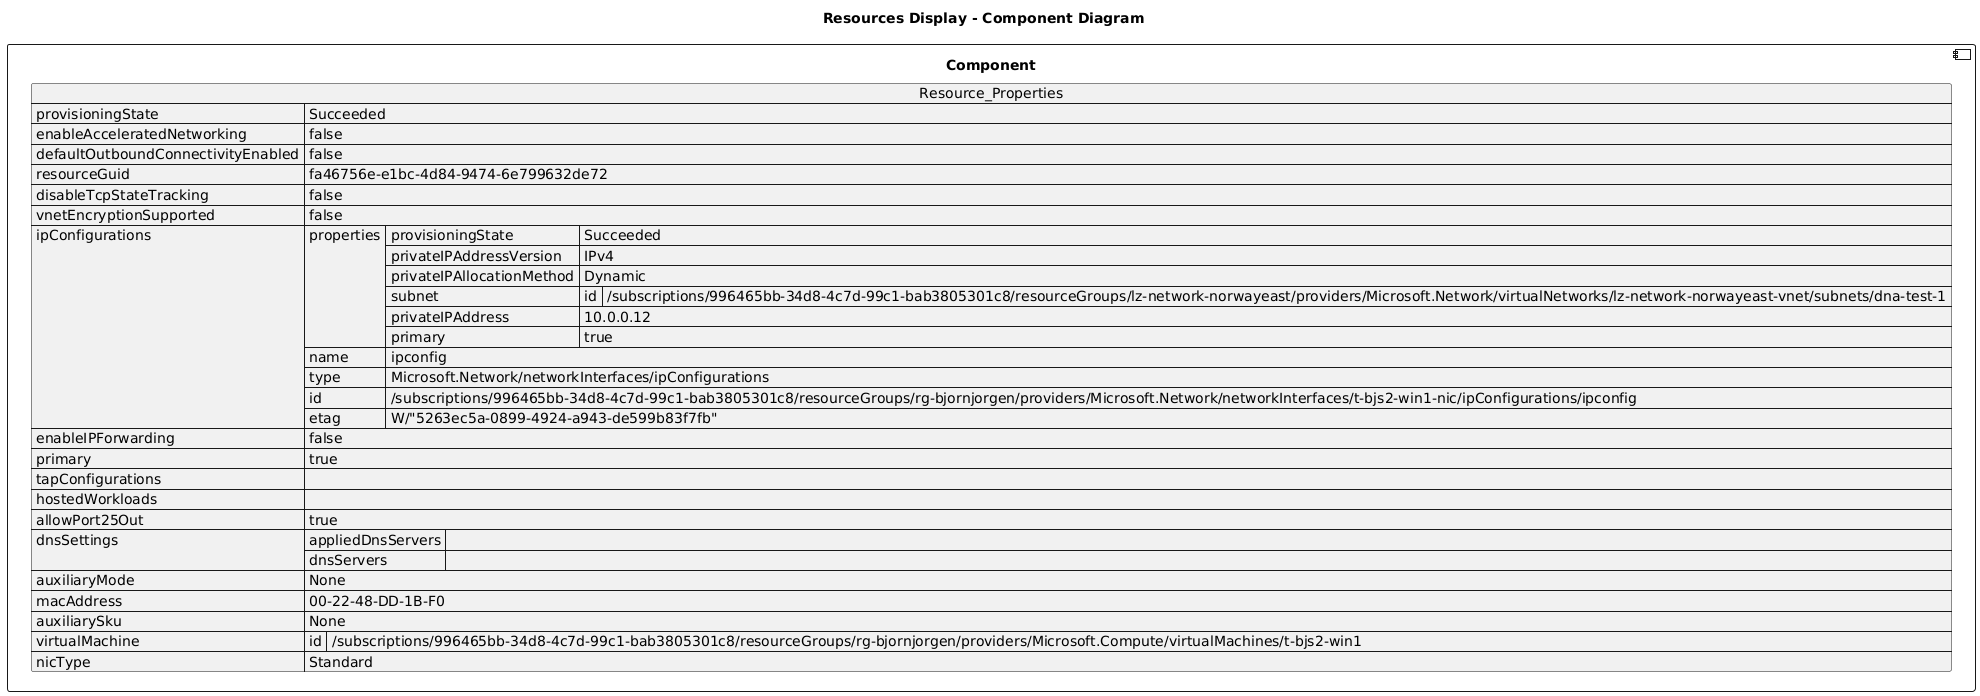 Resources Display - Component Diagram
Component
Resource_Properties
provisioningState Succeeded
enableAcceleratedNetworking false
defaultOutboundConnectivityEnabled false
resourceGuid fa46756e-e1bc-4d84-9474-6e799632de72
disableTcpStateTracking false
vnetEncryptionSupported false
ipConfigurations properties provisioningState Succeeded
privateIPAddressVersion IPv4
privateIPAllocationMethod Dynamic
subnet id /subscriptions/996465bb-34d8-4c7d-99c1-bab3805301c8/resourceGroups/lz-network-norwayeast/providers/Microsoft.Network/virtualNetworks/lz-network-norwayeast-vnet/subnets/dna-test-1
privateIPAddress 10.0.0.12
primary true
name ipconfig
type Microsoft.Network/networkInterfaces/ipConfigurations
id /subscriptions/996465bb-34d8-4c7d-99c1-bab3805301c8/resourceGroups/rg-bjornjorgen/providers/Microsoft.Network/networkInterfaces/t-bjs2-win1-nic/ipConfigurations/ipconfig
etag W/"5263ec5a-0899-4924-a943-de599b83f7fb"
enableIPForwarding false
primary true
tapConfigurations
hostedWorkloads
allowPort25Out true
dnsSettings appliedDnsServers
dnsServers
auxiliaryMode None
macAddress 00-22-48-DD-1B-F0
auxiliarySku None
virtualMachine id /subscriptions/996465bb-34d8-4c7d-99c1-bab3805301c8/resourceGroups/rg-bjornjorgen/providers/Microsoft.Compute/virtualMachines/t-bjs2-win1
nicType Standard